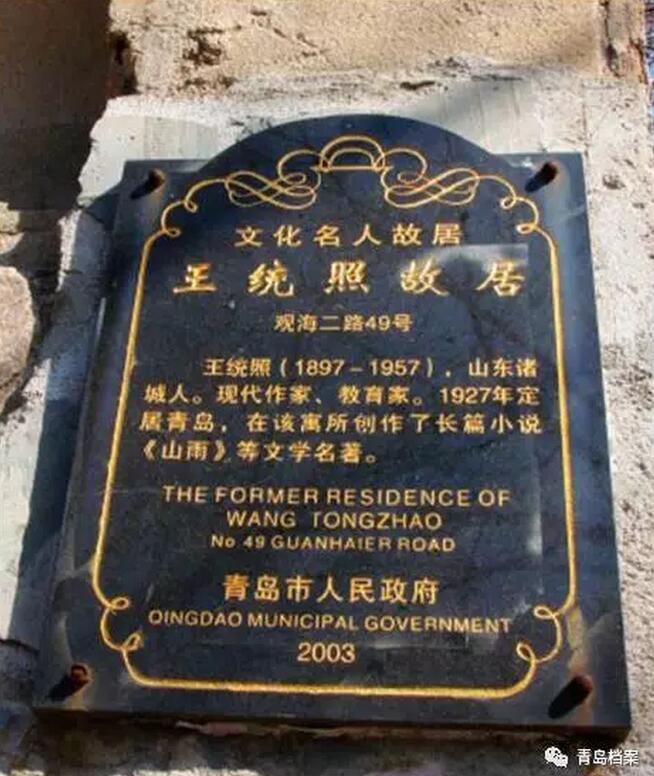 文化名人故居
王统照故居
观海二路49号
王统照（1897－1957），山东诸
城人。现代作家、教育家。1927年定
居青岛，在该寓所创作了长篇小说
《山雨》等文学名著。
THE FORMER RESIDENCE OF
WANG TONGZHAO
No 49 GUANHAIER ROAD
青岛市人民政府
QINGDAO MUNICIPAL GOVERNMENT
2003
青岛档案